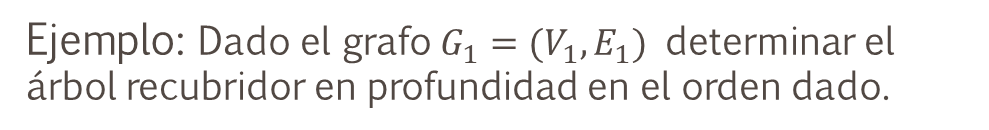 Ejemplo: Dado el grafo 𝐺₁ = (𝑉₁, 𝐸₁) determinar el
árbol recubridor en profundidad en el orden dado.